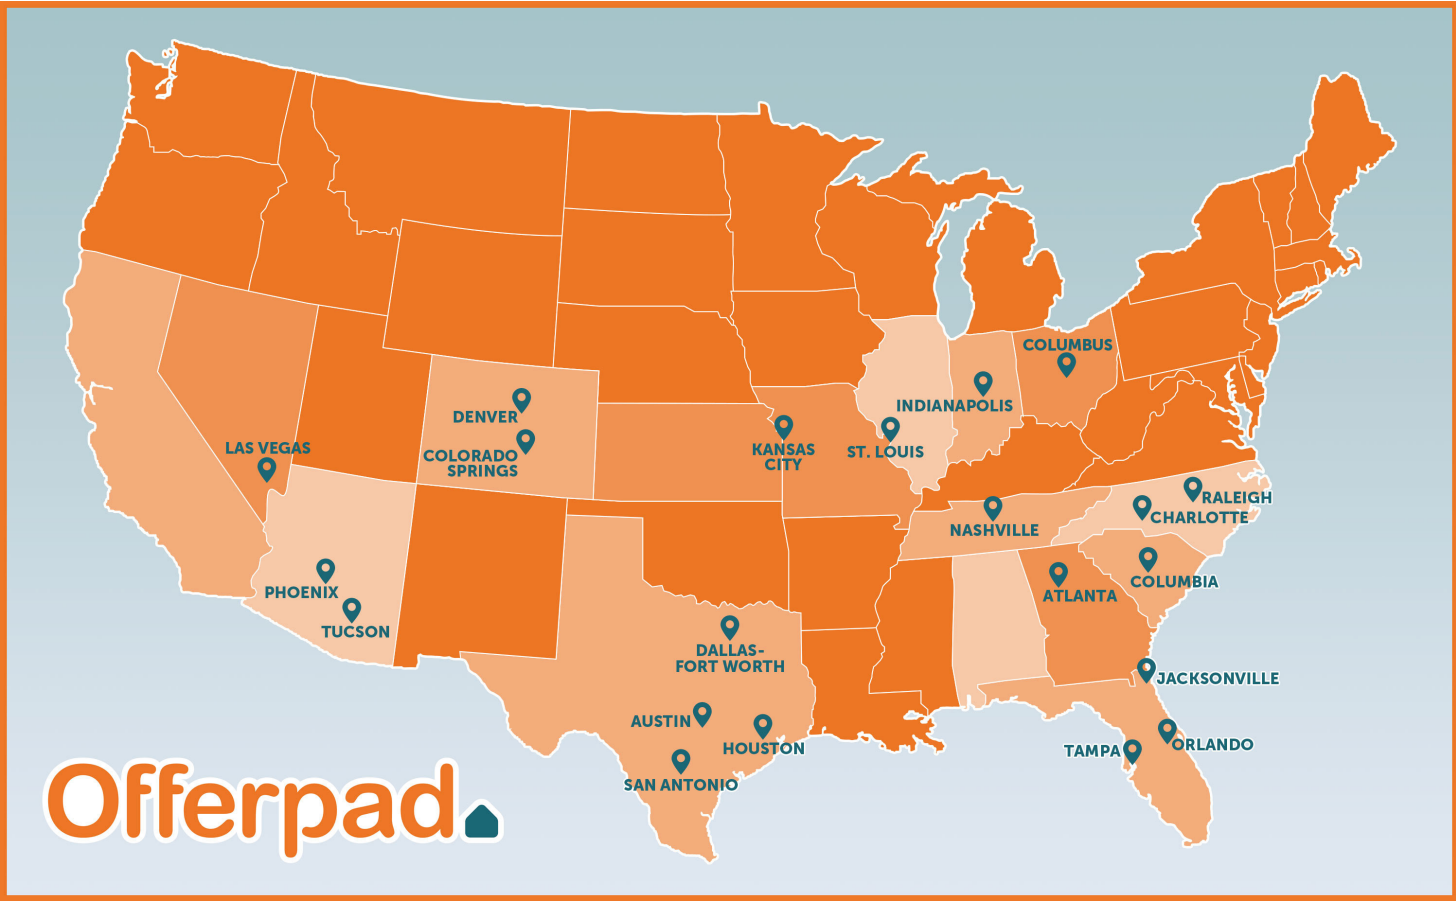 COLUMBUS
DENVER
INDIANAPOLIS
COLORADO
SPRINGS
LAS VEGAS
KANSAS
CITY
ST. LOUIS
RALEIGH
CHARLOTTE
NASHVILLE
PHOENIX
TUCSON
COLUMBIA
ATLANTA
DALLAS-
FORT WORTH
JACKSONVILLE
AUSTIN
HOUSTON
TAMPA
ORLANDO
SAN ANTONIO
Offerpad